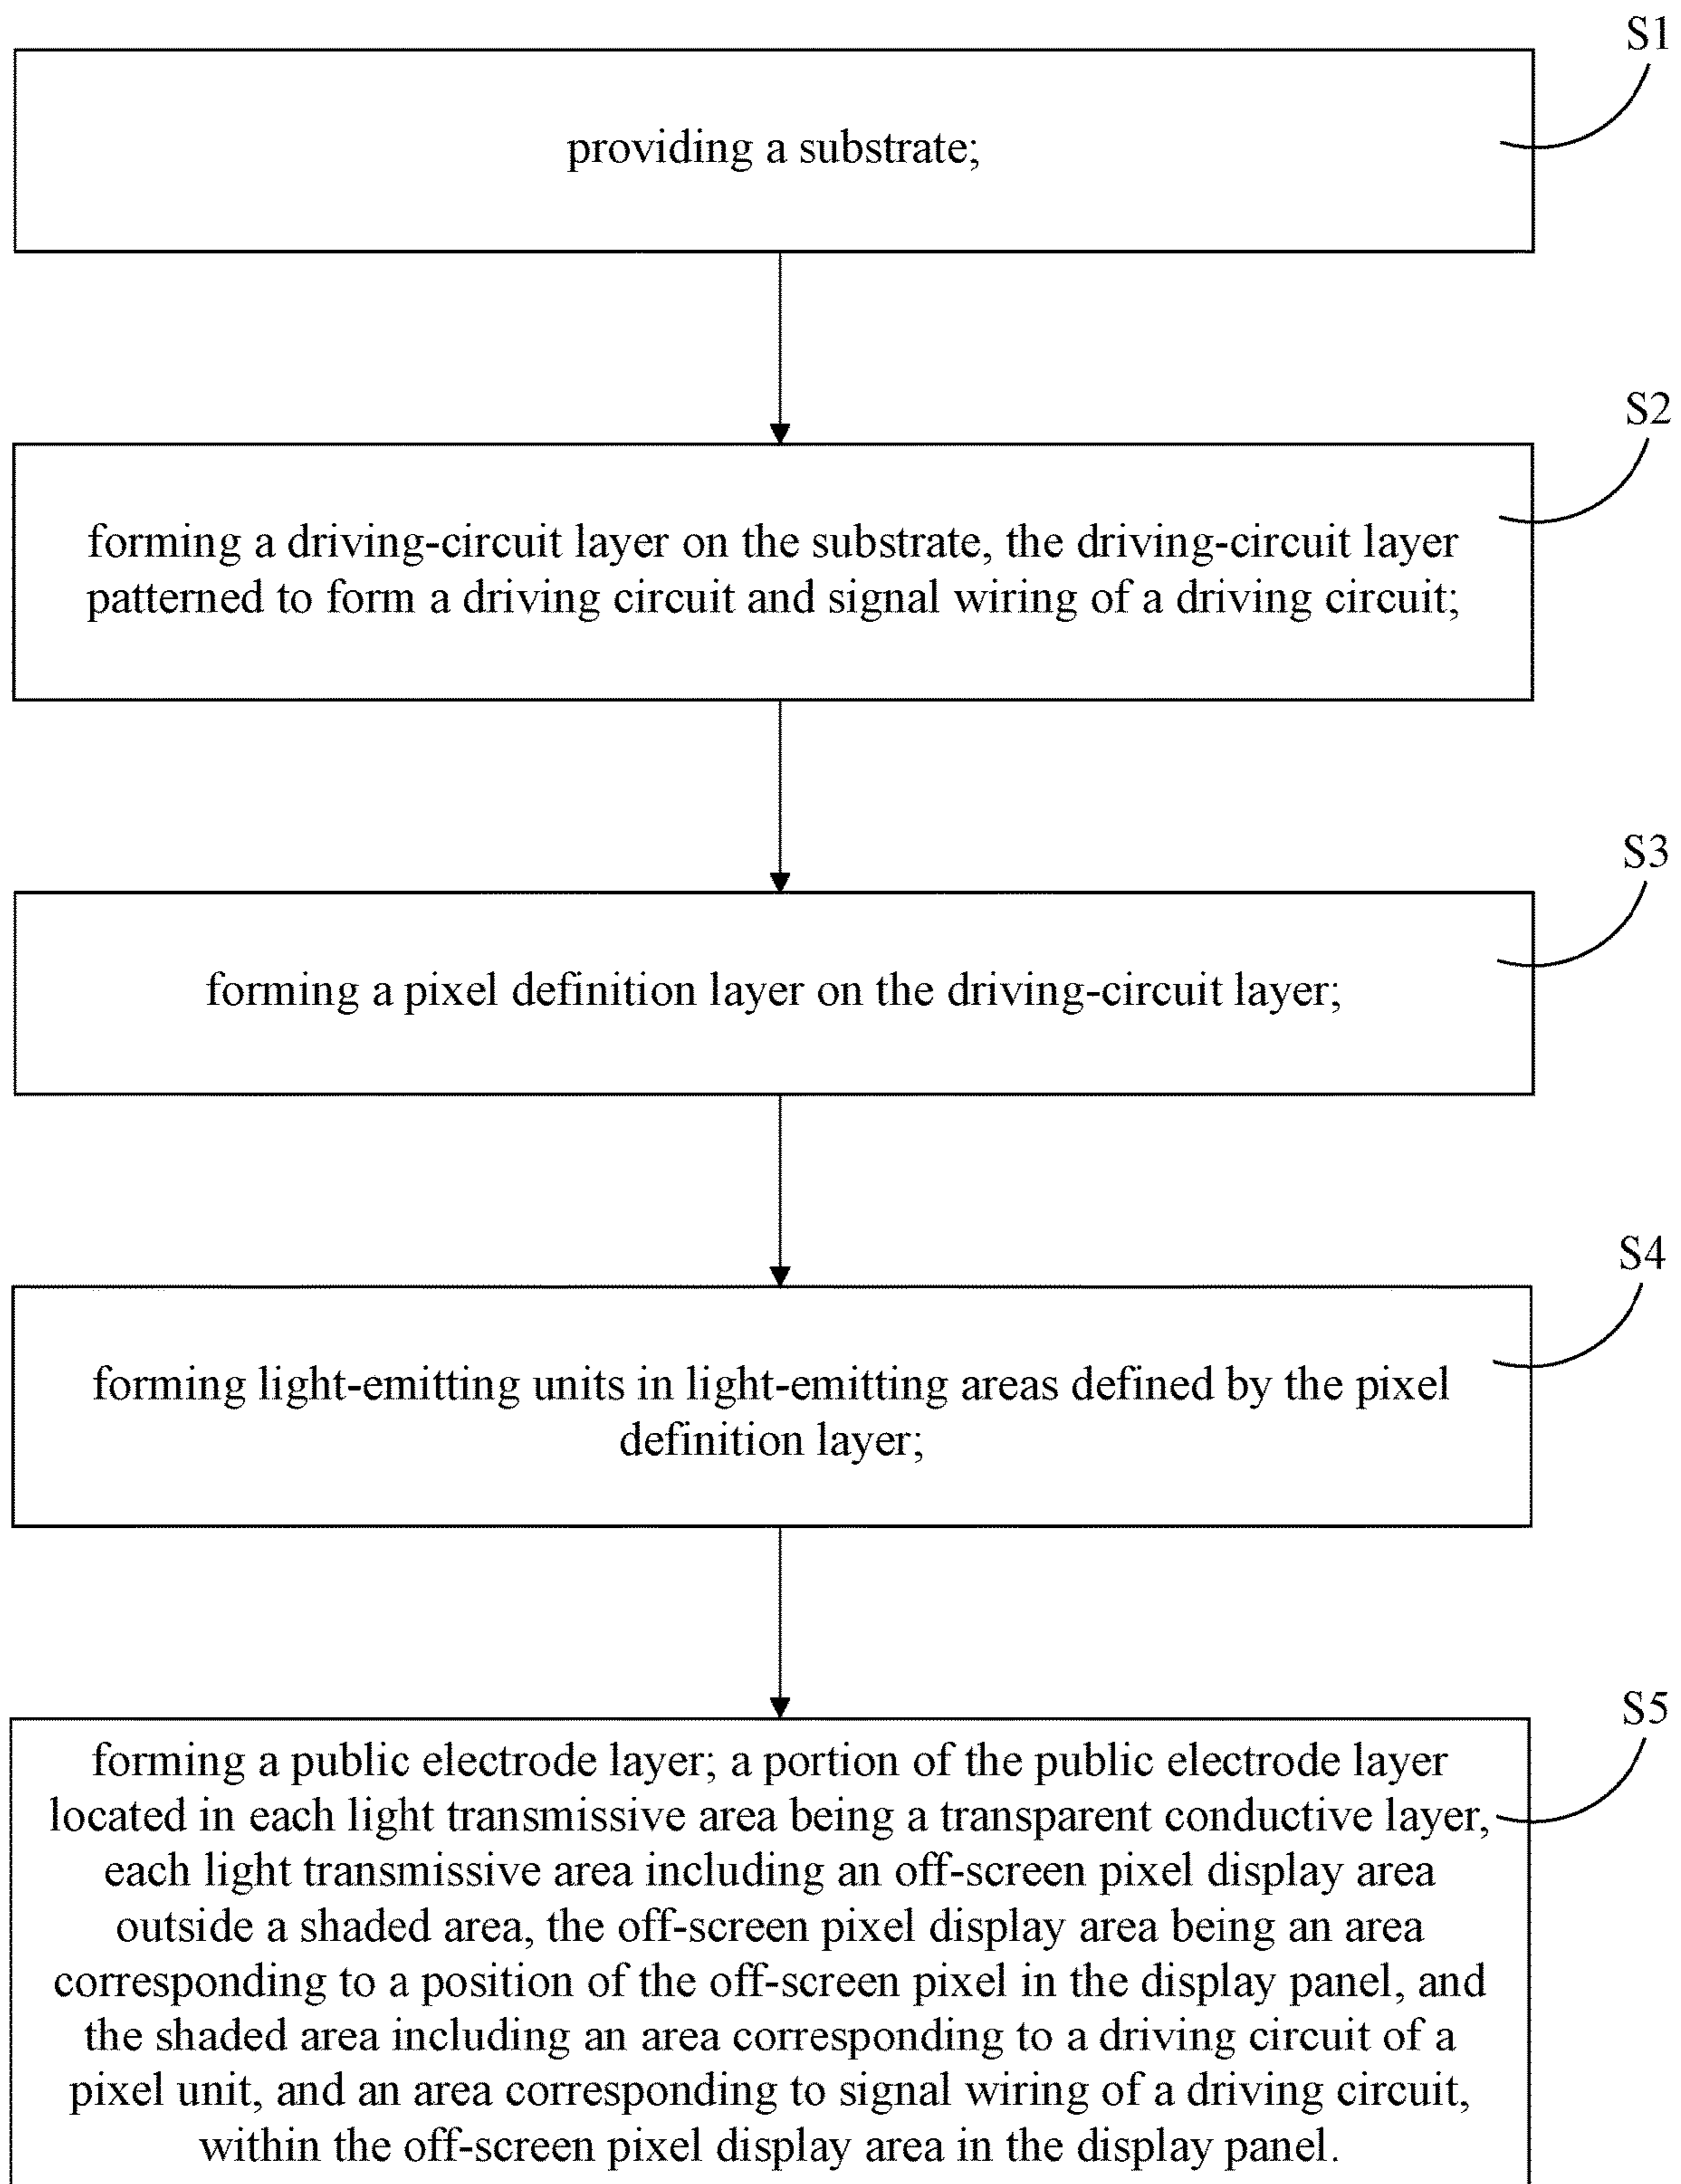 S1
providing a substrate;
S2
forming a driving-circuit layer on the substrate, the driving-circuit layer
patterned to form a driving circuit and signal wiring of a driving circuit;
S3
forming a pixel definition layer on the driving-circuit layer;
S4
forming light-emitting units in light-emitting areas defined by the pixel
definition layer;
S5
forming a public electrode layer; a portion of the public electrode layer
located in each light transmissive area being a transparent conductive layer,
each light transmissive area including an off-screen pixel display area
outside a shaded area, the off-screen pixel display area being an area
corresponding to a position of the off-screen pixel in the display panel, and
the shaded area including an area corresponding to a driving circuit of a
pixel unit, and an area corresponding to signal wiring of a driving circuit,
within the off-screen pixel display area in the display panel.